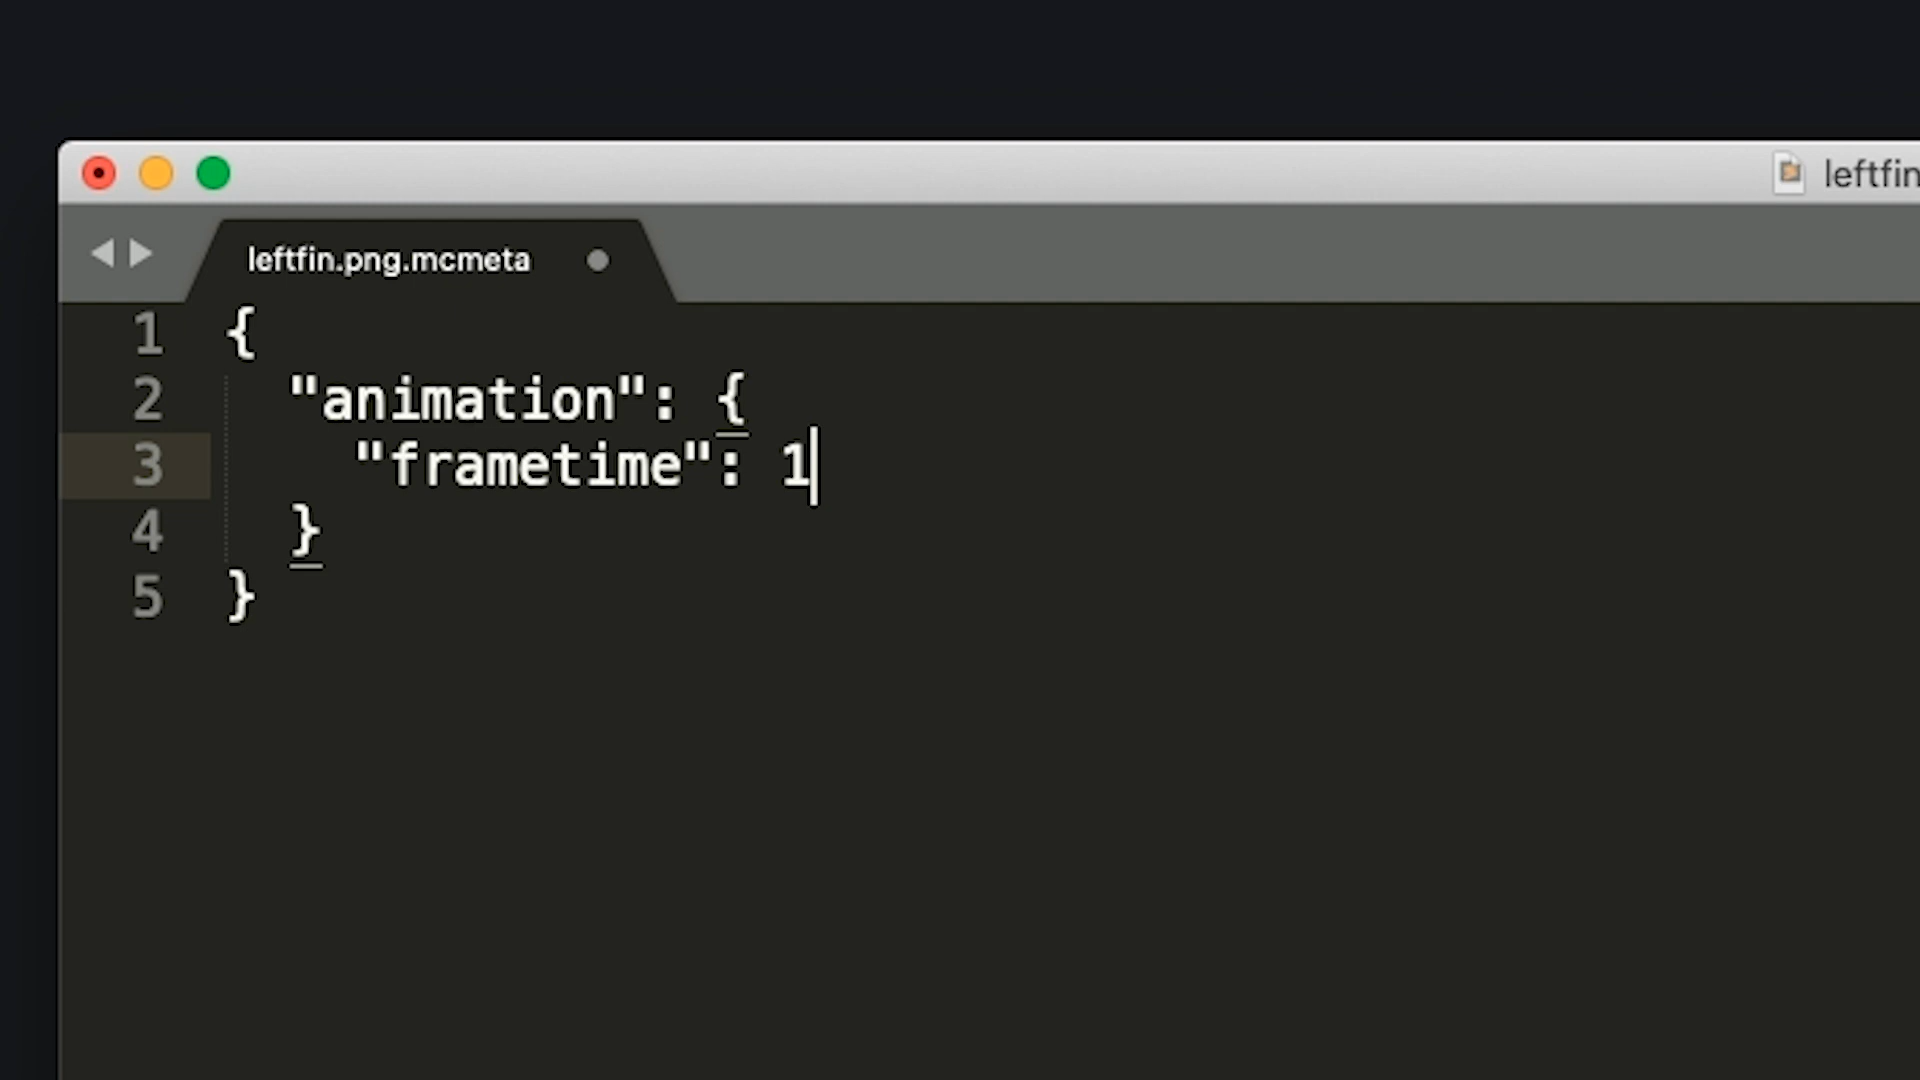 leftfin
leftfin.png.mcmeta
1 {
2 "animation": {
3 "frametime": 1
4 }
5 }